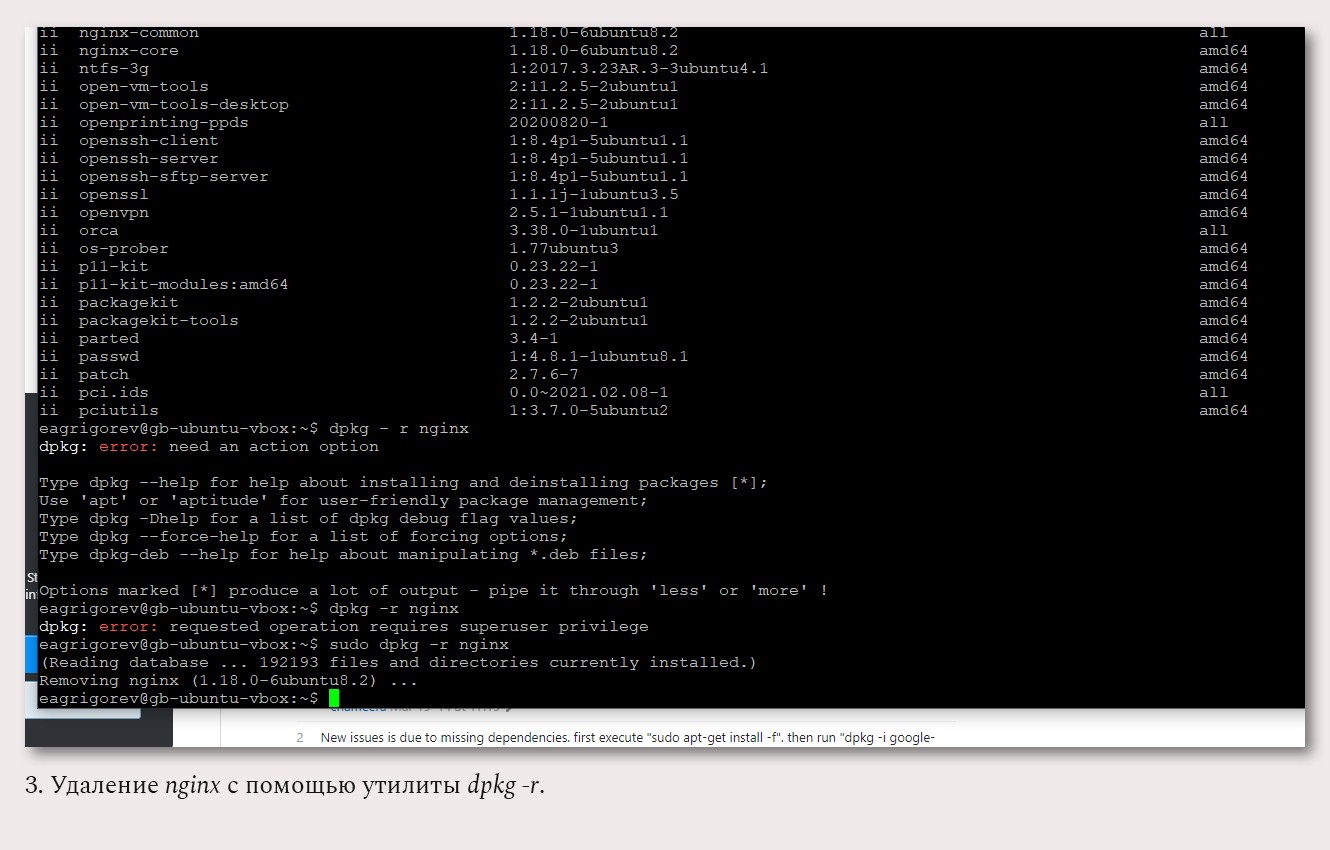 ii nginx-common 1.18.0-6ubuntu8.2 all
ii nginx-core 1.18.0-6ubuntu8.2 amd64
ii ntfs-3g 1:2017.3.23AR.3-3ubuntu4.1 amd64
ii open-vm-tools 2:11.2.5-2ubuntu1 amd64
ii open-vm-tools-desktop 2:11.2.5-2ubuntu1 amd64
ii openprinting-ppds 20200820-1 all
ii openssh-client 1:8.4p1-5ubuntu1.1 amd64
ii openssh-server 1:8.4p1-5ubuntu1.1 amd64
ii openssh-sftp-server 1:8.4p1-5ubuntu1.1 amd64
ii openssl 1.1.1j-1ubuntu3.5 amd64
ii openvpn 2.5.1-1ubuntu1.1 amd64
ii orca 3.38.0-1ubuntu1 all
ii os-prober 1.77ubuntu3 amd64
ii p11-kit 0.23.22-1 amd64
ii p11-kit-modules:amd64 0.23.22-1 amd64
ii packagekit 1.2.2-2ubuntu1 amd64
ii packagekit-tools 1.2.2-2ubuntu1 amd64
ii parted 3.4-1 amd64
ii passwd 1:4.8.1-1ubuntu8.1 amd64
ii patch 2.7.6-7 amd64
ii pci.ids 0.0~2021.02.08-1 all
ii pciutils 1:3.7.0-5ubuntu2 amd64
eagrigorev@gb-ubuntu-vbox:~$ dpkg - r nginx
dpkg: error: need an action option
Type dpkg --help for help about installing and deinstalling packages [*];
Use 'apt' or 'aptitude' for user-friendly package management;
Type dpkg -Dhelp for a list of dpkg debug flag values;
Type dpkg --force-help for a list of forcing options;
Type dpkg-deb --help for help about manipulating *.deb files;
Options marked [*] produce a lot of output - pipe it through 'less' or 'more' !
eagrigorev@gb-ubuntu-vbox:~$ dpkg -r nginx
dpkg: error: requested operation requires superuser privilege
eagrigorev@gb-ubuntu-vbox:~$ sudo dpkg -r nginx
(Reading database ... 192193 files and directories currently installed.)
Removing nginx (1.18.0-6ubuntu8.2) ...
eagrigorev@gb-ubuntu-vbox:~$
2 New issues is due to missing dependencies. first execute "sudo apt-get install -f". then run "dpkg -i google-
3. Удаление nginx с помощью утилиты dpkg -r.